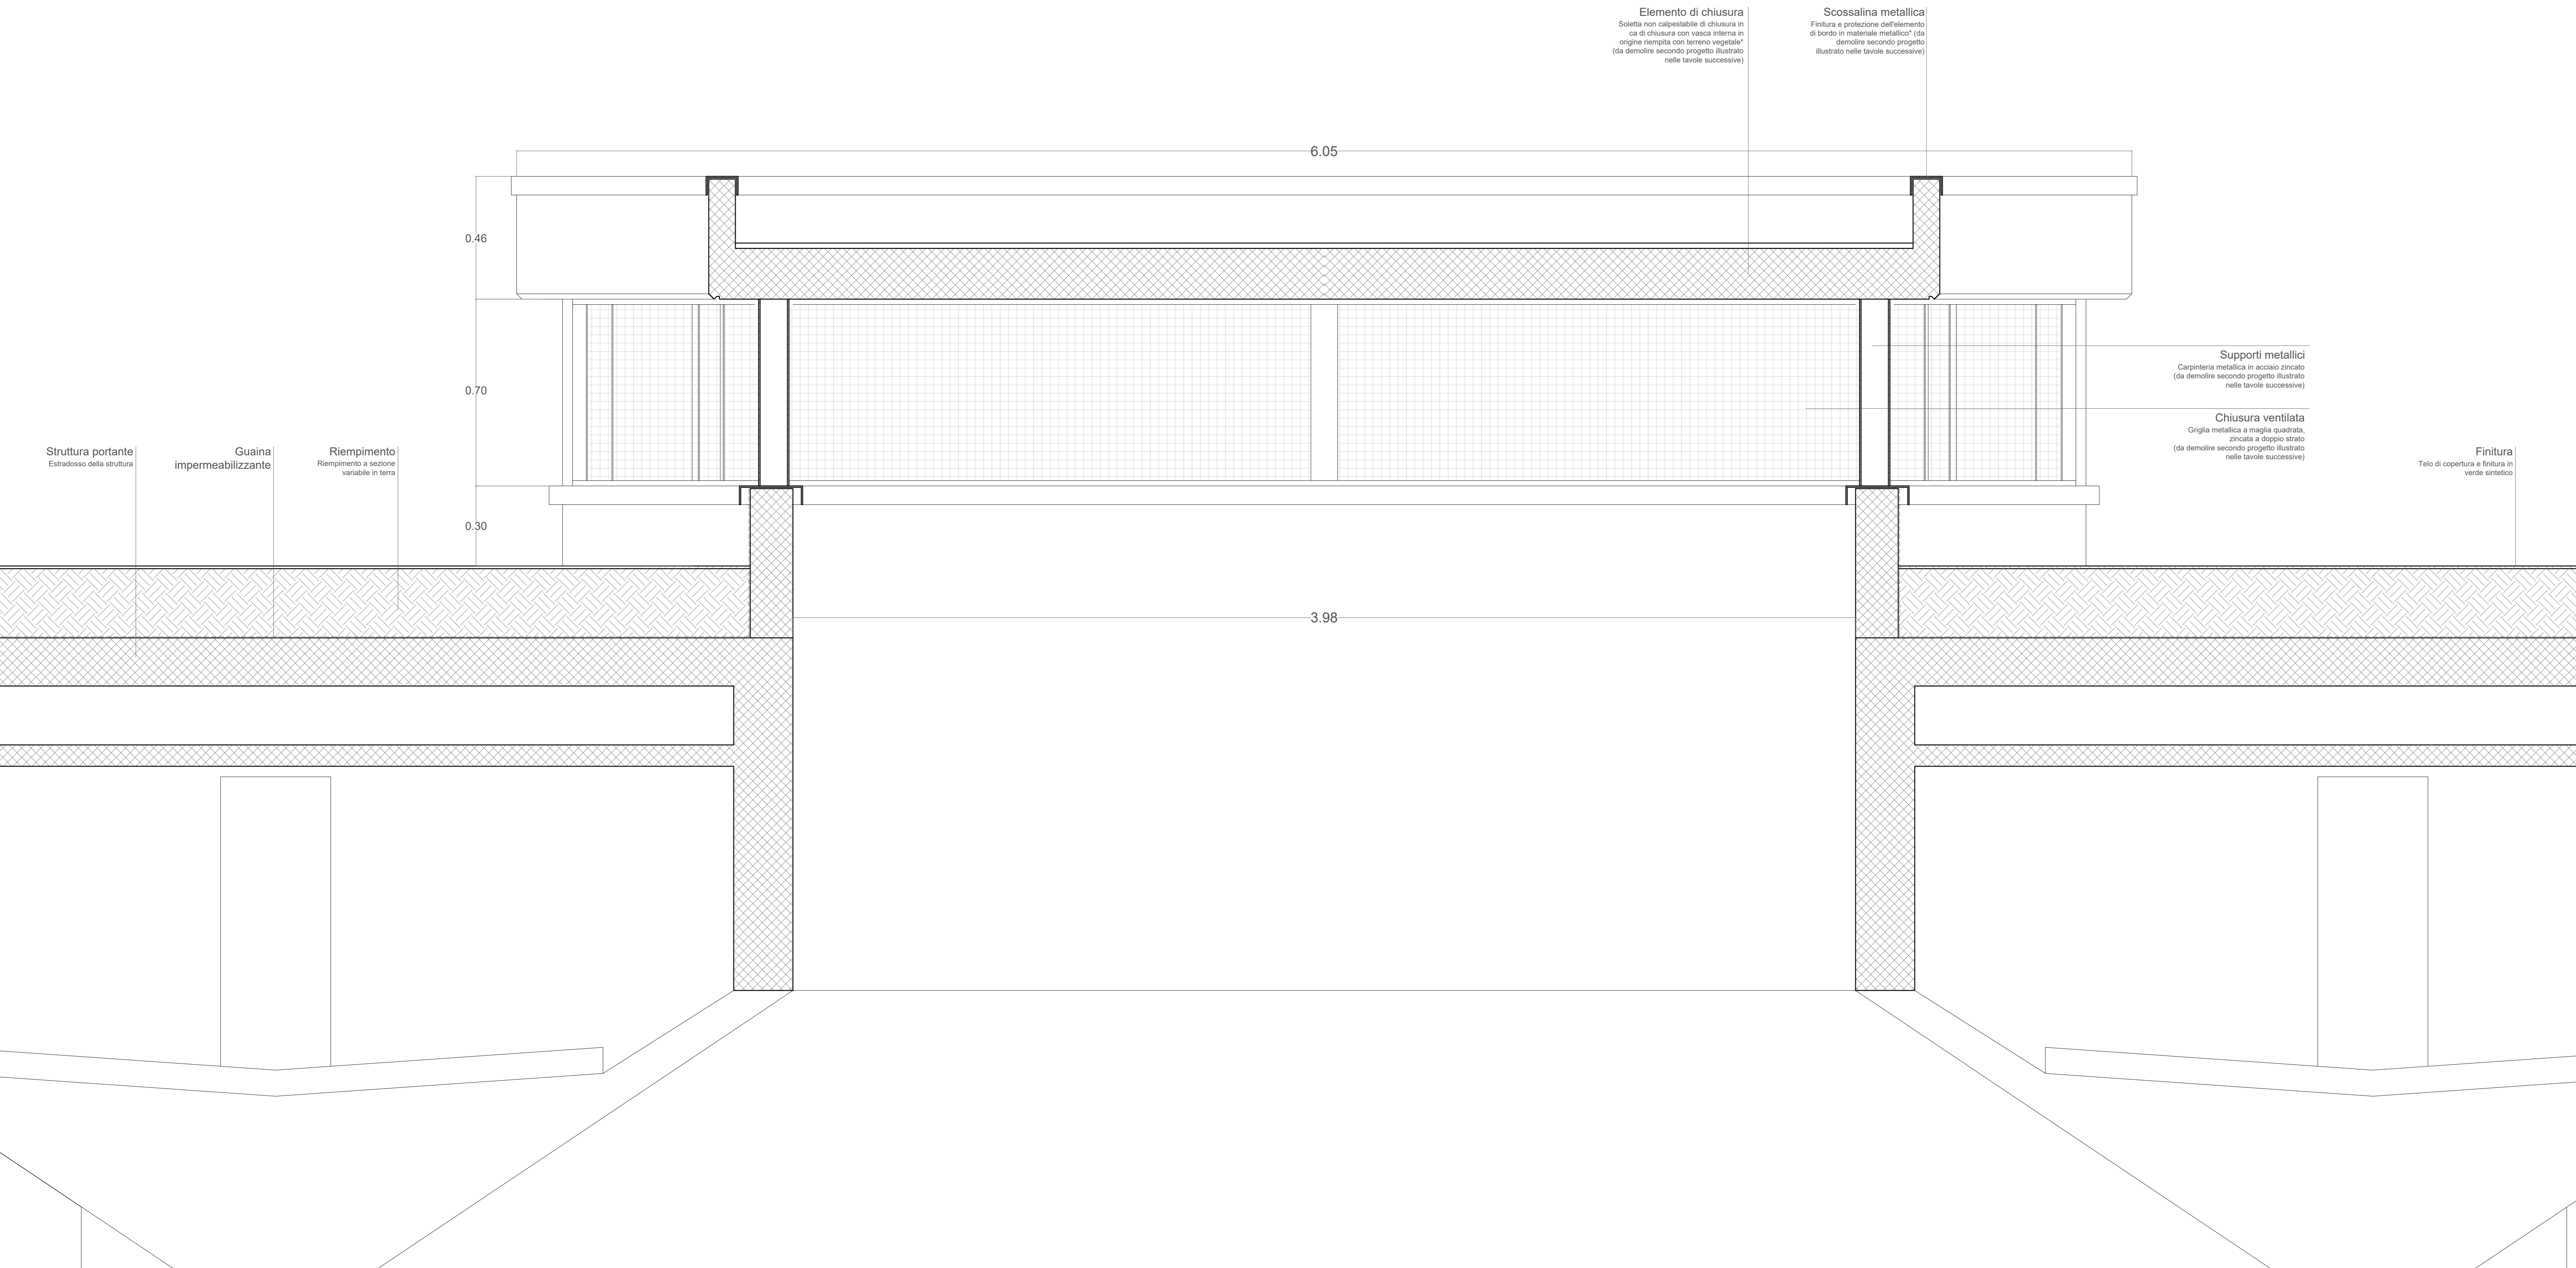 Elemento di chiusura
Soletta non calpestabile di chiusura in
ca di chiusura con vasca interna in
origine riempita con terreno vegetale*
(da demolire secondo progetto illustrato
nelle tavole successive)
Scossalina metallica
Finitura e protezione dell'elemento
di bordo in materiale metallico* (da
demolire secondo progetto
illustrato nelle tavole successive)
6.05
0.46
0.70
0.30
Supporti metallici
Carpinteria metallica in acciaio zincato
(da demolire secondo progetto illustrato
nelle tavole successive)
Chiusura ventilata
Griglia metallica a maglia quadrata,
zincata a doppio strato
(da demolire secondo progetto illustrato
nelle tavole successive)
Struttura portante
Estradosso della struttura
Guaina
impermeabilizzante
Riempimento
Riempimento a sezione
variabile in terra
Finitura
Telo di copertura e finitura in
verde sintetico
3.98